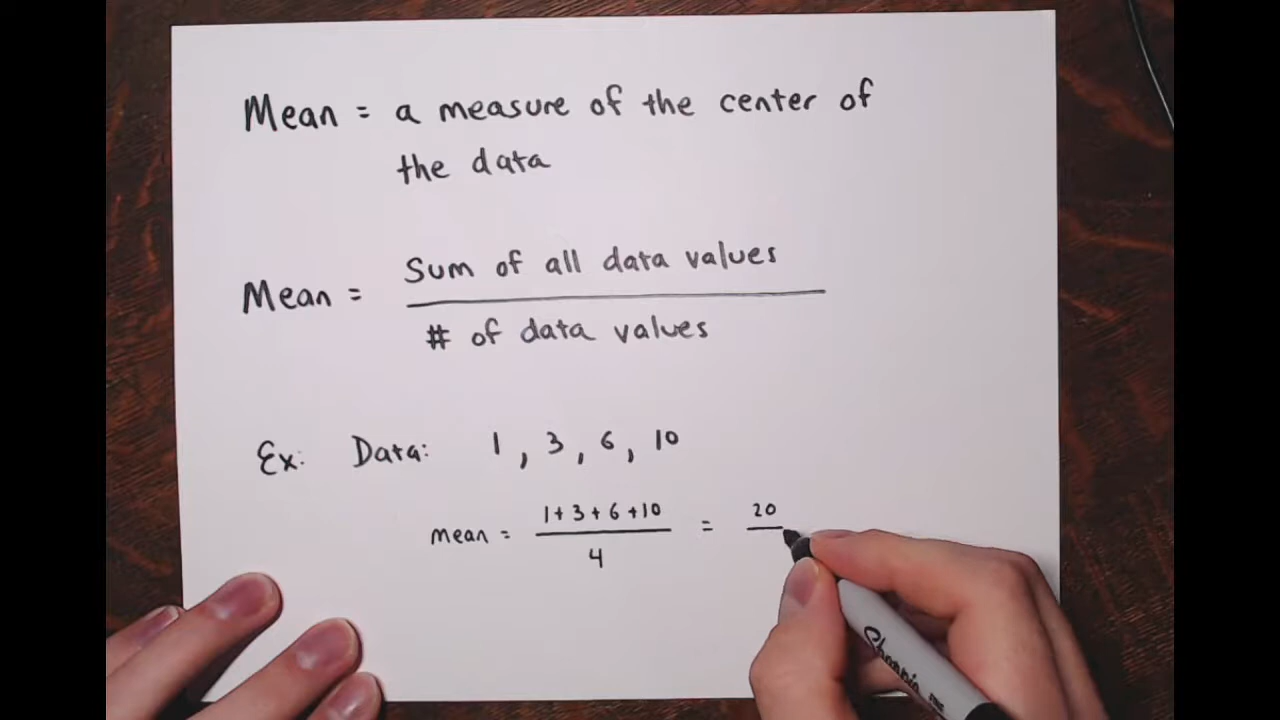 Mean = a measure of the center of
the data
Mean = Sum of all data values
# of data values
Ex: Data: 1, 3, 6, 10
mean = 1+3+6+10 = 20
4
Sharpie